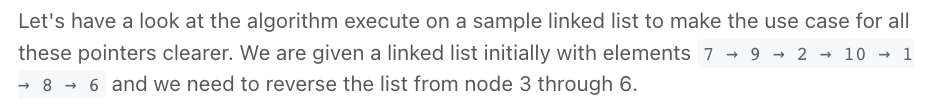 Let's have a look at the algorithm execute on a sample linked list to make the use case for all
these pointers clearer. We are given a linked list initially with elements 7 → 9 → 2 → 10 → 1
→ 8 → 6 and we need to reverse the list from node 3 through 6.